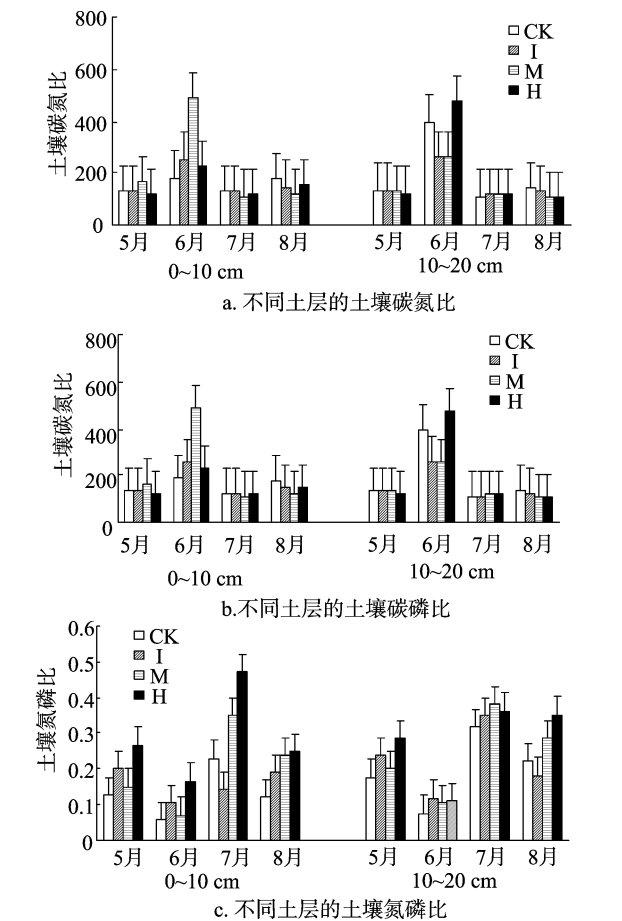 800
600
400
200
0
土壤碳氮比
CK
I
M
H
5月 6月 7月 8月 5月 6月 7月 8月
0~10 cm 10~20 cm
a. 不同土层的土壤碳氮比
800
600
400
200
0
土壤碳氮比
CK
I
M
H
5月 6月 7月 8月 5月 6月 7月 8月
0~10 cm 10~20 cm
b.不同土层的土壤碳磷比
0.6
0.5
0.4
0.3
0.2
0.1
0
土壤氮磷比
CK
I
M
H
5月 6月 7月 8月 5月 6月 7月 8月
0~10 cm 10~20 cm
c. 不同土层的土壤氮磷比